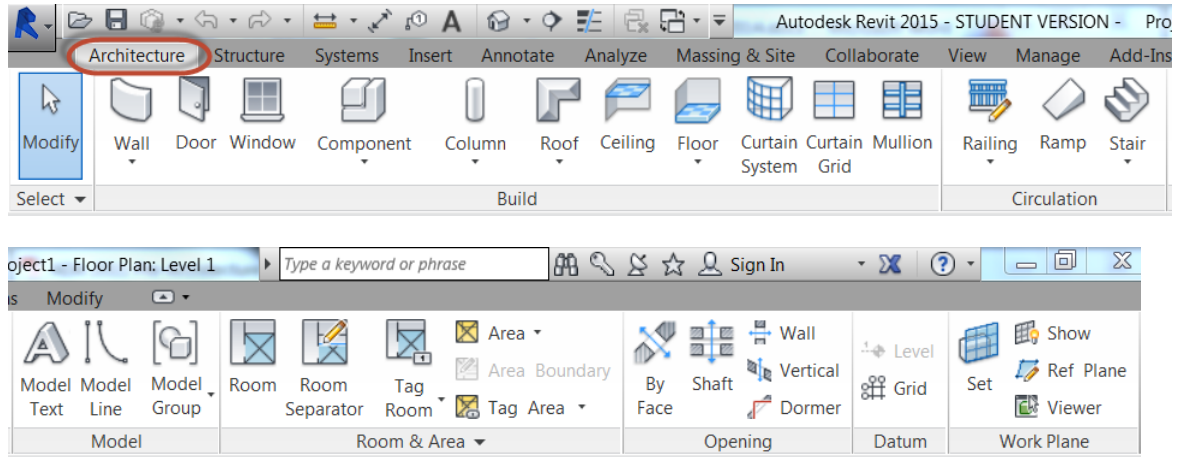 Autodesk Revit 2015 - STUDENT VERSION - Pro
Architecture Structure Systems Insert Annotate Analyze Massing & Site Collaborate View Manage Add-Ins
Modify Wall Door Window Component Column Roof Ceiling Floor Curtain Curtain Mullion Railing Ramp Stair
System Grid
Select Build Circulation
oject1 - Floor Plan: Level 1 Type a keyword or phrase Sign In
s Modify
Area Wall Show
Level
Area Boundary Vertical Ref Plane
Model Model Model Room Room Tag By Shaft Grid Set
Text Line Group Separator Room Tag Area Face Dormer Viewer
Model Room & Area Opening Datum Work Plane